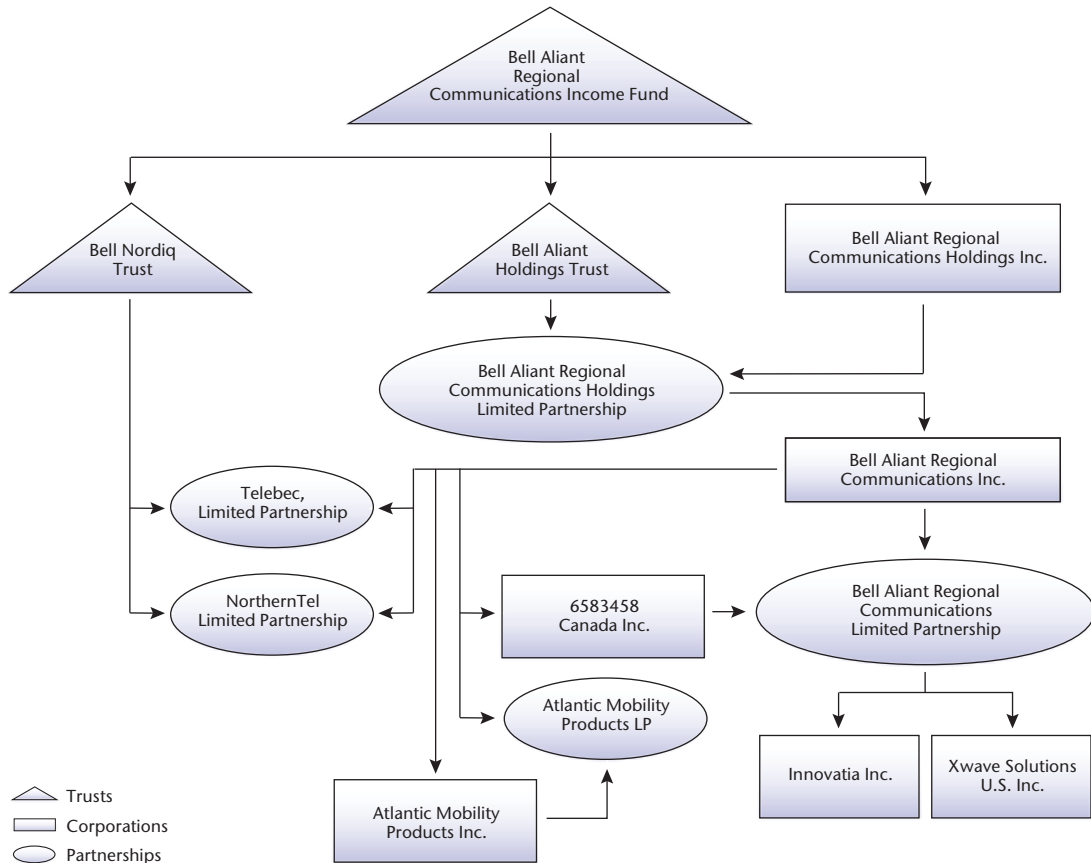 Bell Aliant
Regional
Communications Income Fund
Bell Nordiq
Trust
Bell Aliant
Holdings Trust
Bell Aliant Regional
Communications Holdings Inc.
Bell Aliant Regional
Communications Holdings
Limited Partnership
Bell Aliant Regional
Communications Inc.
Telebec,
Limited Partnership
NorthernTel
Limited Partnership
6583458
Canada Inc.
Bell Aliant Regional
Communications
Limited Partnership
Atlantic Mobility
Products LP
Innovatia Inc.
Xwave Solutions
U.S. Inc.
Atlantic Mobility
Products Inc.
Trusts
Corporations
Partnerships